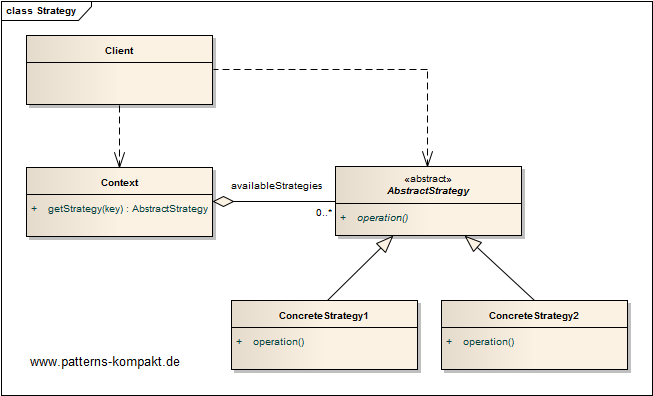 class Strategy
Client
Context
+ getStrategy(key) : AbstractStrategy
availableStrategies
0..*
«abstract»
AbstractStrategy
+ operation()
ConcreteStrategy1
+ operation()
ConcreteStrategy2
+ operation()
www.patterns-kompakt.de